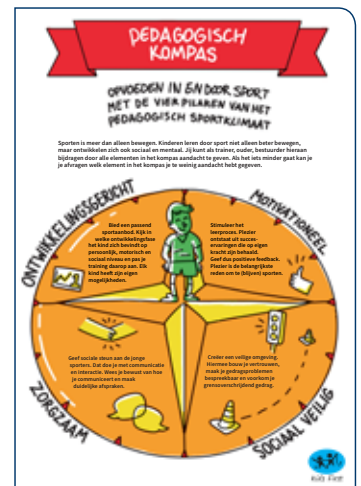 PEDAGOGISCH
KOMPAS
OPVOEDEN IN EN DOOR SPORT
MET DE VIER PIJLAREN VAN HET
PEDAGOGISCH SPORTKLIMAAT
Sporten is meer dan alleen bewegen. Kinderen leren door sport niet alleen beter bewegen,
maar ontwikkelen zich ook sociaal en mentaal. Jij kunt als trainer, ouder, bestuurder hieraan
bijdragen door alle elementen in het kompas aandacht te geven. Als het iets minder gaat kan je
je afvragen welk element in het kompas je te weinig aandacht hebt gegeven.
ONTWIKKELINGSGERICHT
Bied een passend
sportaanbod. Kijk in
welke ontwikkelingsfase
het kind zich bevindt op
persoonlijk, motorisch en
sociaal niveau en pas je
training daarop aan. Elk
kind heeft zijn eigen
mogelijkheden.
MOTIVATIONEEL
Stimuleer het
leerproces. Plezier
ontstaat uit succes-
ervaringen die op eigen
kracht zijn behaald.
Geef dus positieve feedback.
Plezier is de belangrijkste
reden om te (blijven) sporten.
Geef sociale steun aan de jonge
sporters. Dat doe je met communicatie
en interactie. Wees je bewust van hoe
je communiceert en maak
duidelijke afspraken.
ZORGZAAM
Creëer een veilige omgeving.
Hiermee bouw je vertrouwen,
maak je gedragsproblemen
bespreekbaar en voorkom je
grensoverschrijdend gedrag.
SOCIAAL VEILIG